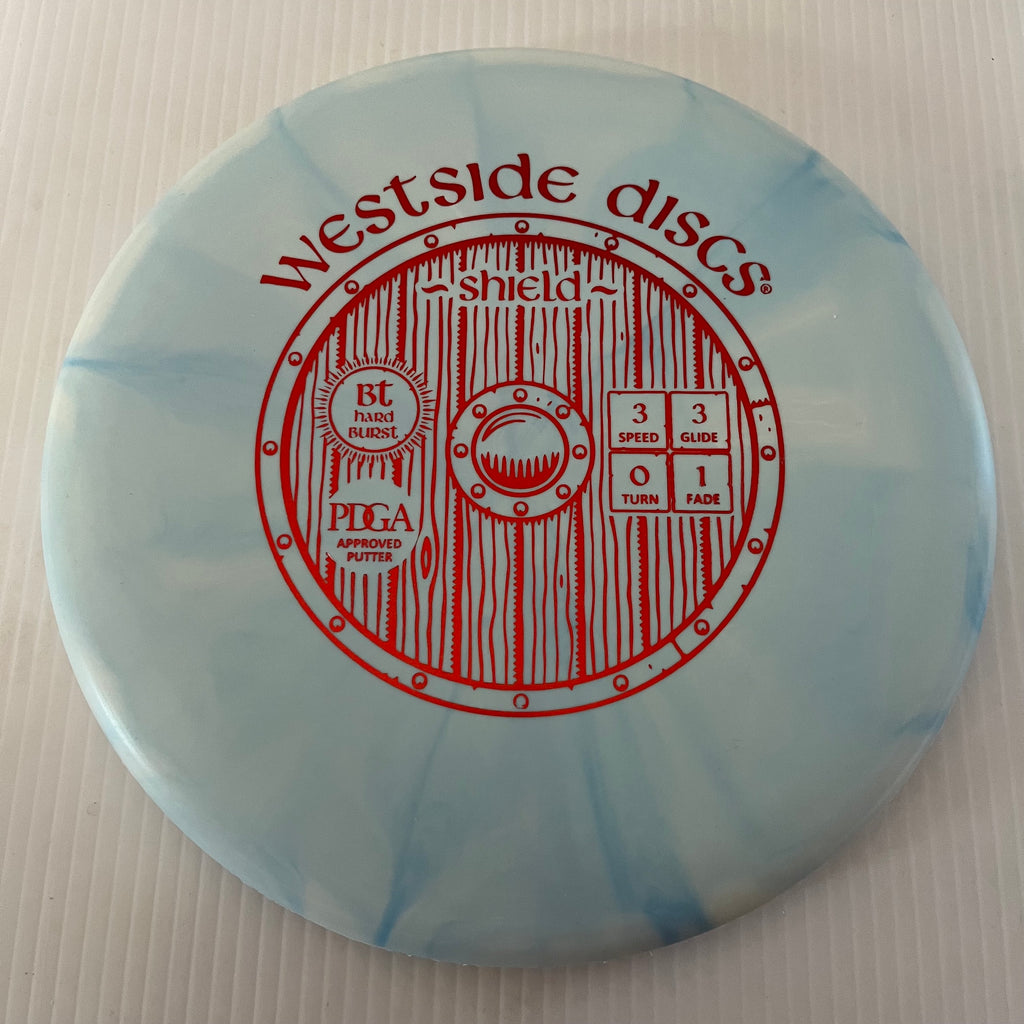 westside discs®
~shield~
Bt
hard
Burst
PDGA
APPROVED
PUTTER
3
SPEED
3
GLIDE
0
TURN
1
FADE